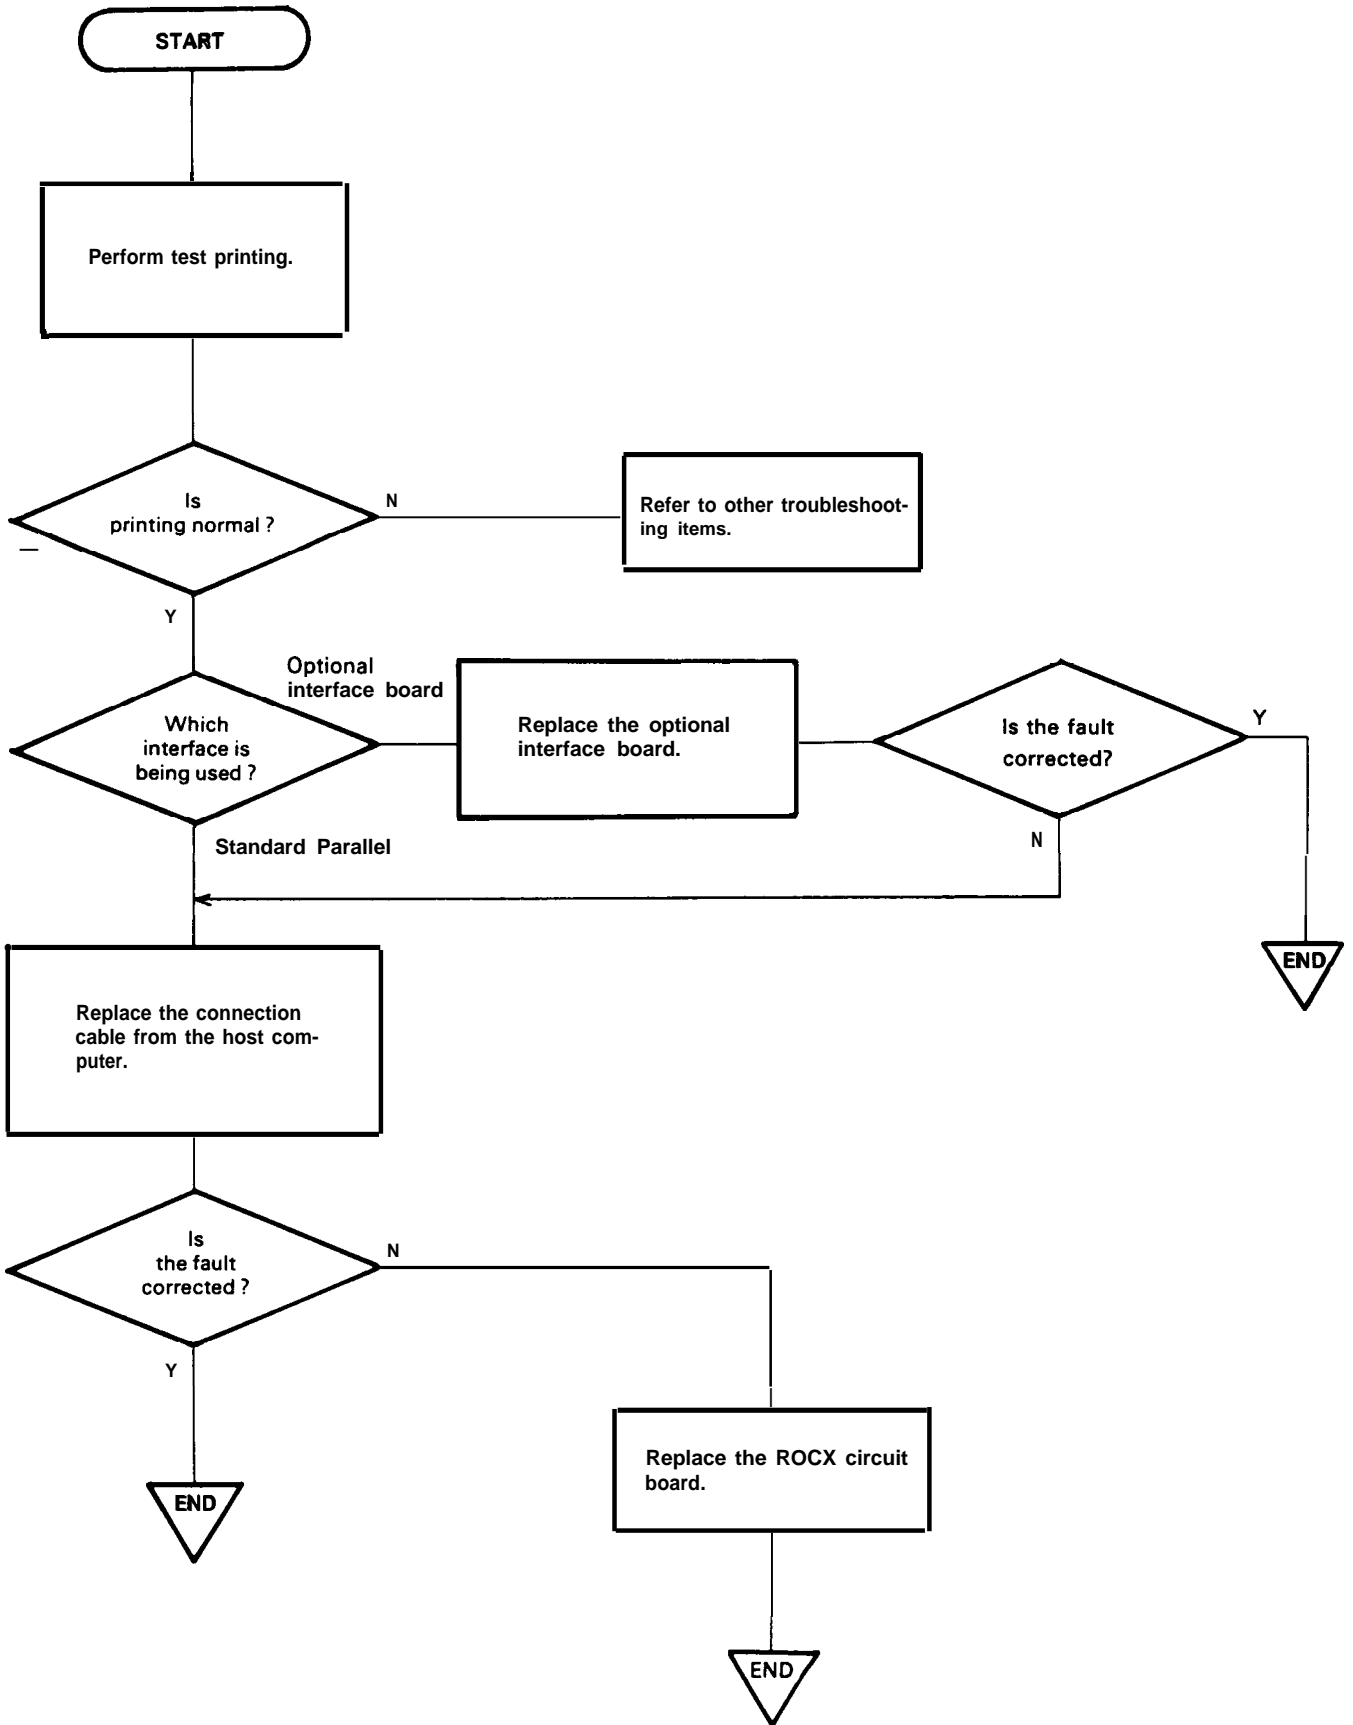 START
Perform test printing.
Is
printing normal ?
N
Refer to other troubleshoot-
ing items.
Y
Optional
interface board
Which
interface is
being used ?
Replace the optional
interface board.
Is the fault
corrected?
Y
N
Standard Parallel
END
Replace the connection
cable from the host com-
puter.
Is
the fault
corrected ?
N
Y
Replace the ROCX circuit
board.
END
END